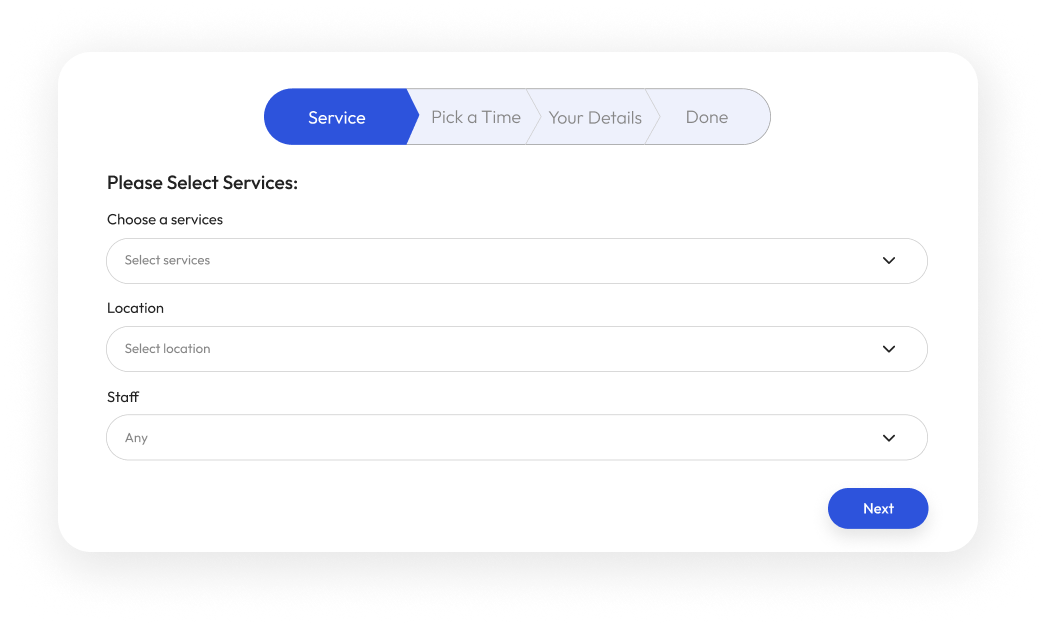 Service Pick a Time Your Details Done
Please Select Services:
Choose a services
Select services
Location
Select location
Staff
Any
Next